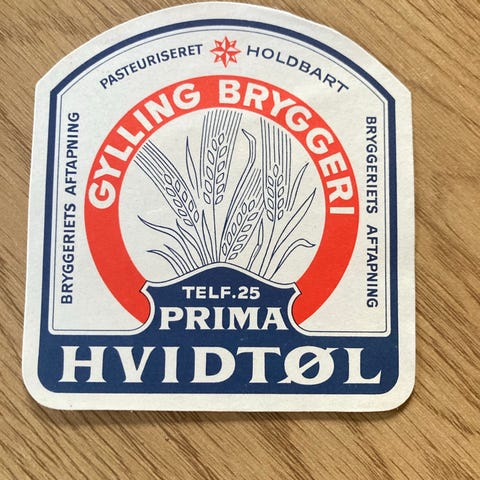 PASTEURISERET HOLDBART
GYLLING BRYGGERI
BRYGGERIETS AFTAPNING
BRYGGERIETS AFTAPNING
TELF.25
PRIMA
HVIDTØL